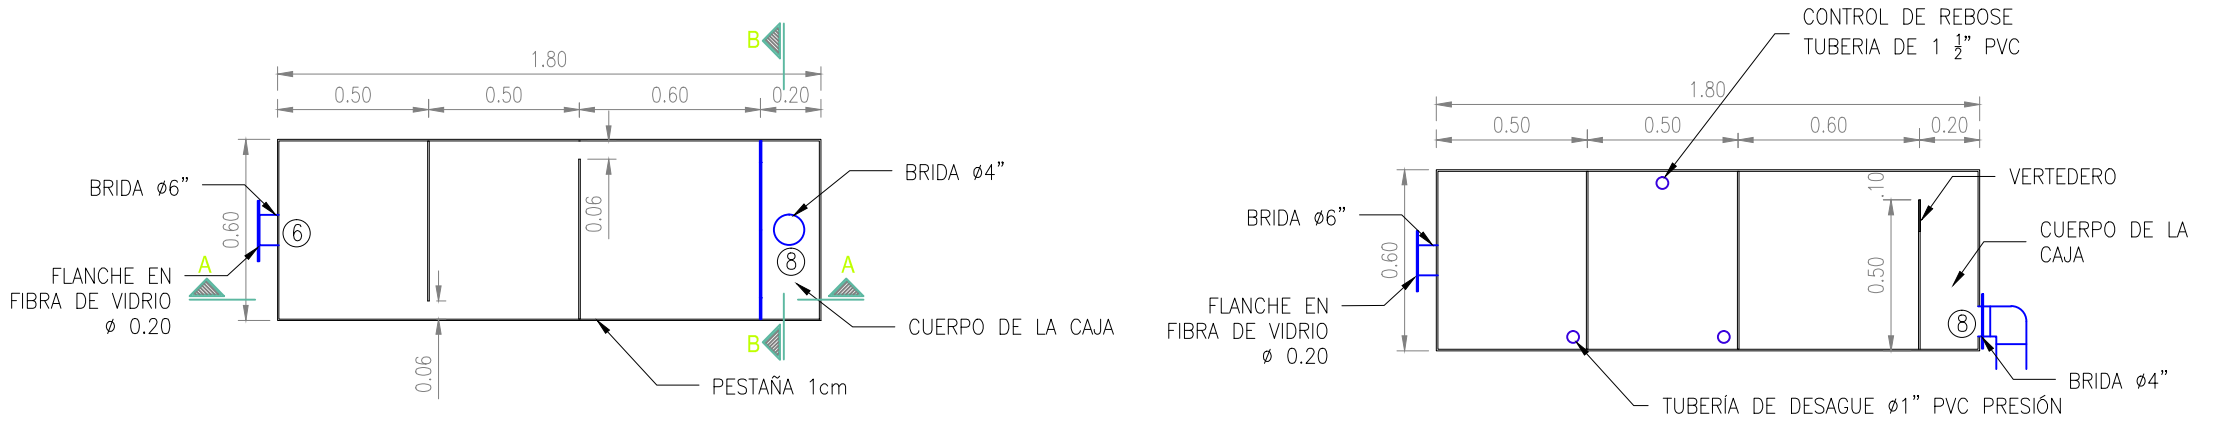 B
1.80
0.50
0.50
0.60
0.20
BRIDA ø6”
6
0.60
0.06
BRIDA ø4”
8
A
A
FLANCHE EN
FIBRA DE VIDRIO
ø 0.20
CUERPO DE LA CAJA
B
0.06
PESTAÑA 1cm
CONTROL DE REBOSE
TUBERIA DE 1 ½” PVC
1.80
0.50
0.50
0.60
0.20
.10
VERTEDERO
BRIDA ø6”
0.60
0.50
CUERPO DE LA
CAJA
FLANCHE EN
FIBRA DE VIDRIO
ø 0.20
8
BRIDA ø4”
TUBERÍA DE DESAGUE ø1” PVC PRESIÓN